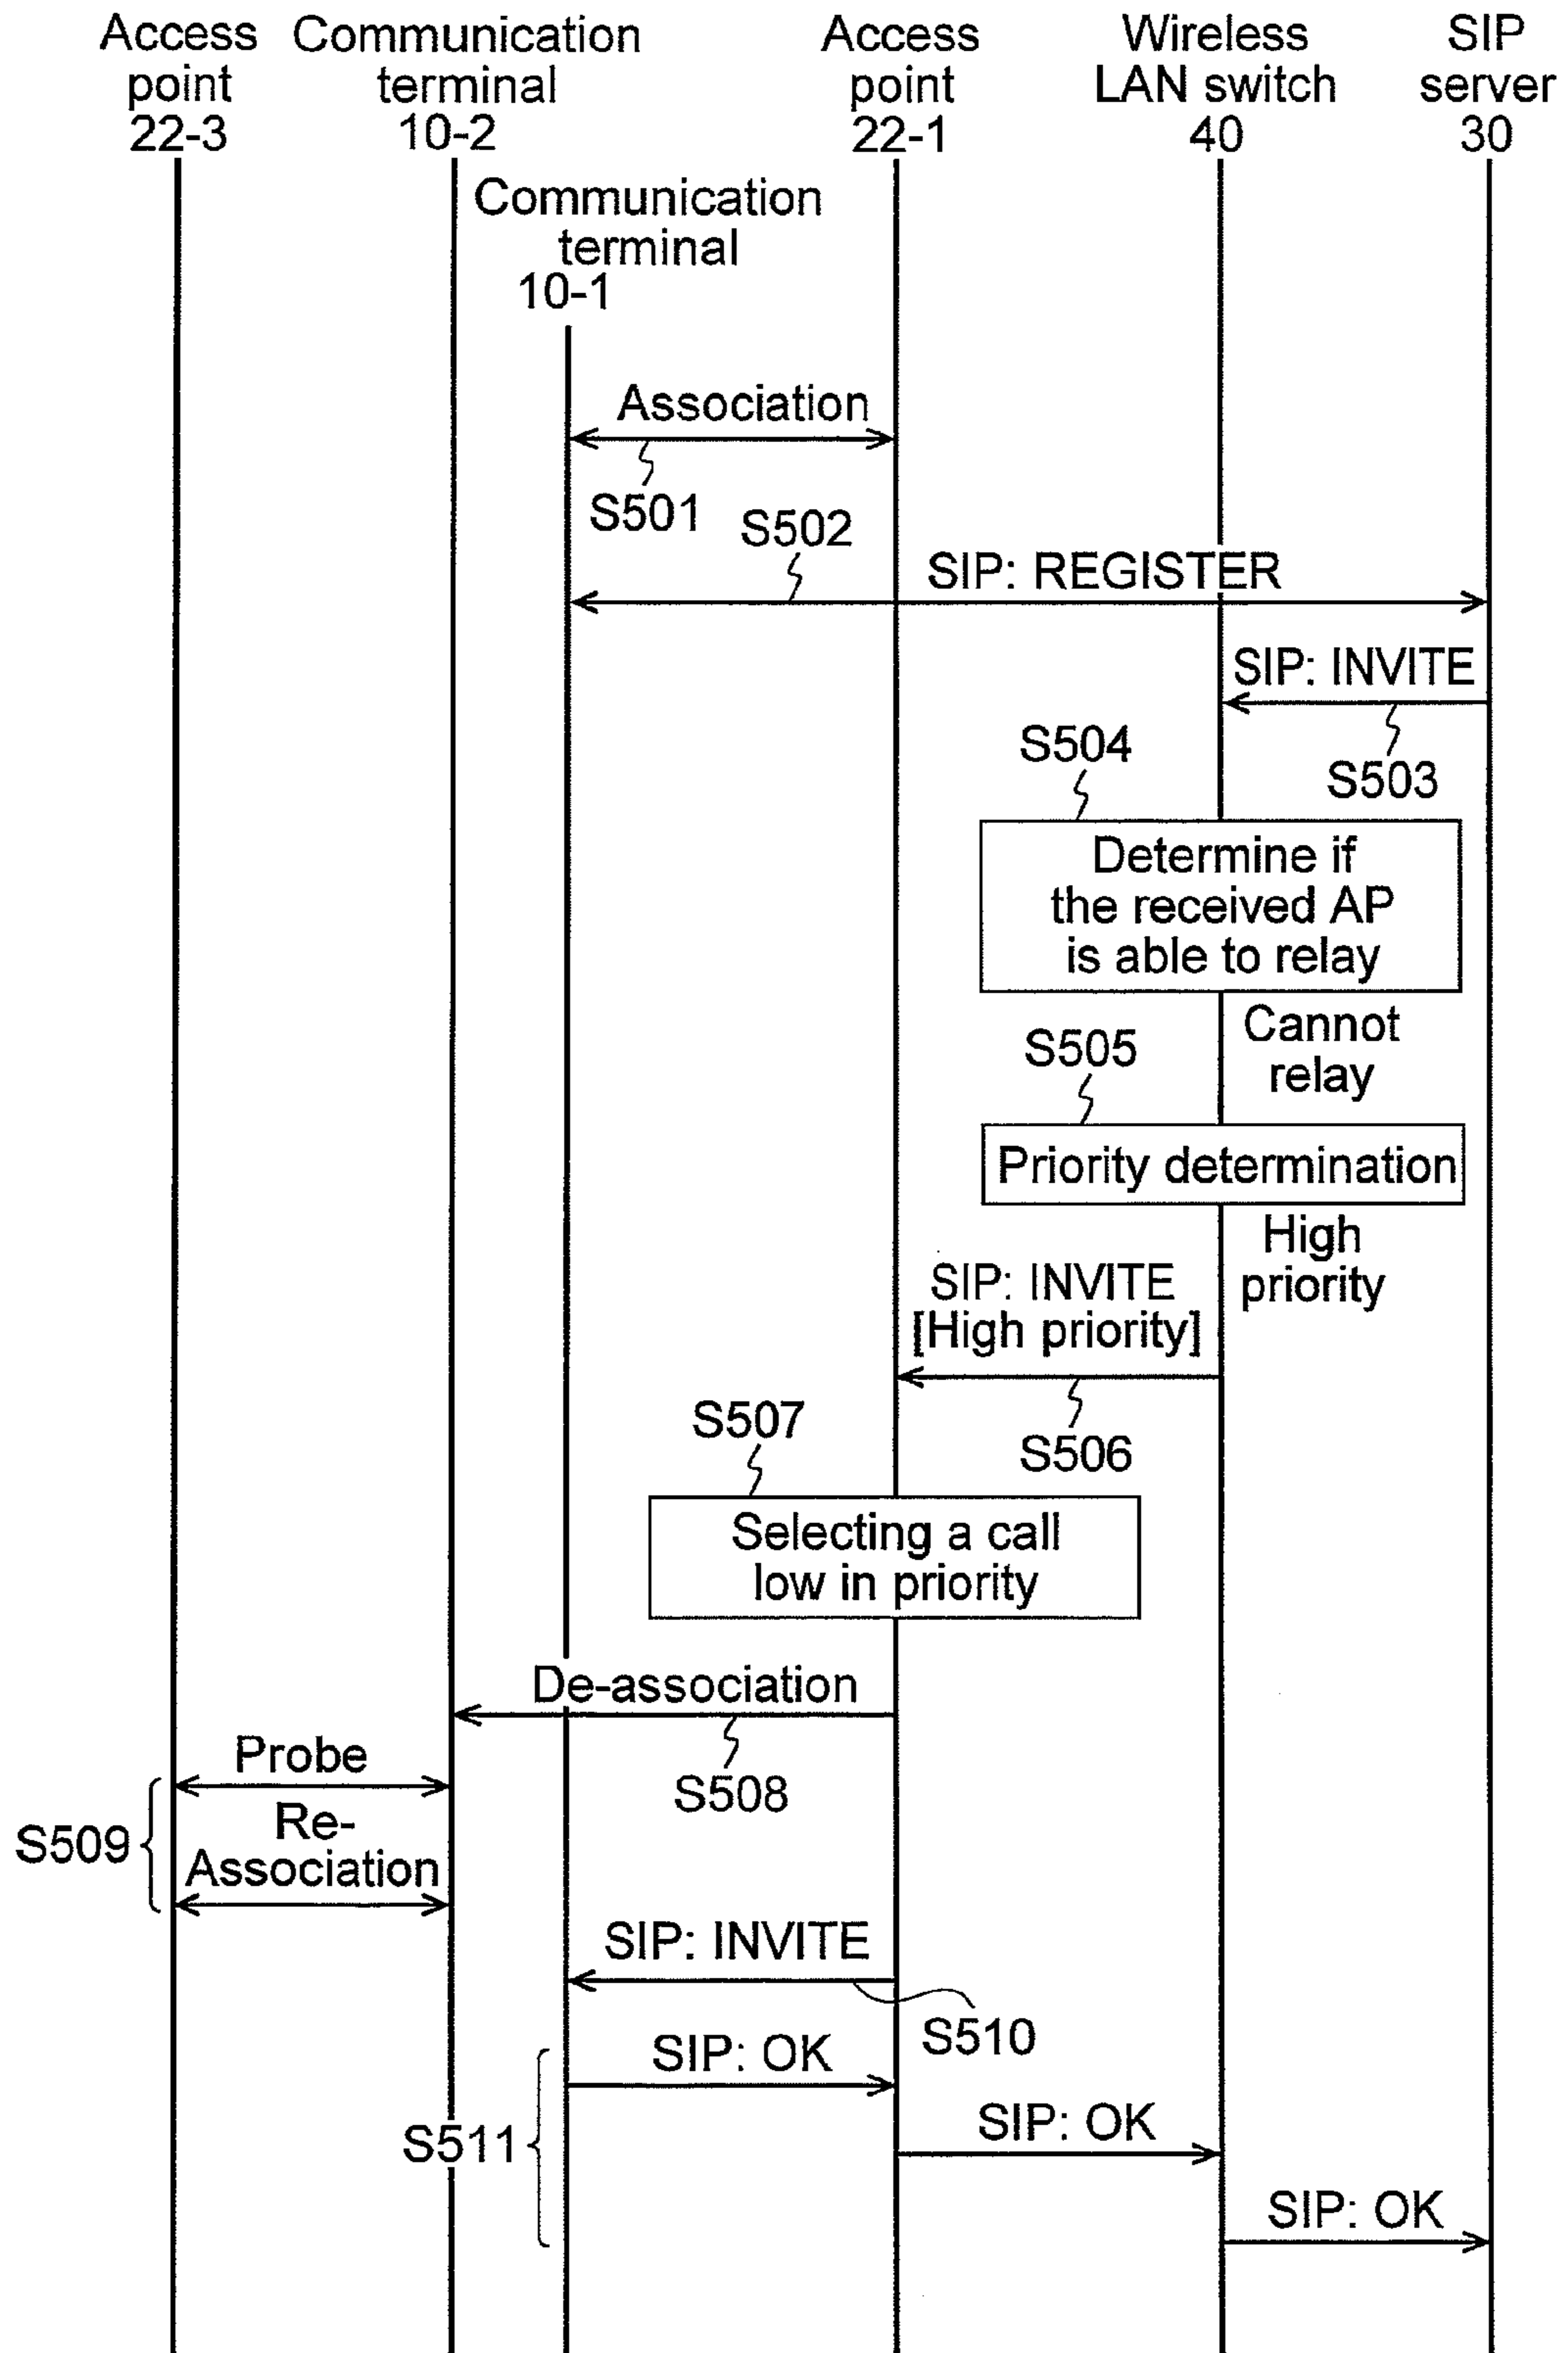 Access
point
22-3
Communication
terminal
10-2
Access
point
22-1
Wireless
LAN switch
40
SIP
server
30
Communication
terminal
10-1
Association
S501
S502
SIP: REGISTER
SIP: INVITE
S503
S504
Determine if
the received AP
is able to relay
Cannot
relay
S505
Priority determination
High
priority
SIP: INVITE
[High priority]
S506
S507
Selecting a call
low in priority
De-association
S508
Probe
Re-
Association
S509
SIP: INVITE
S510
SIP: OK
S511
SIP: OK
SIP: OK